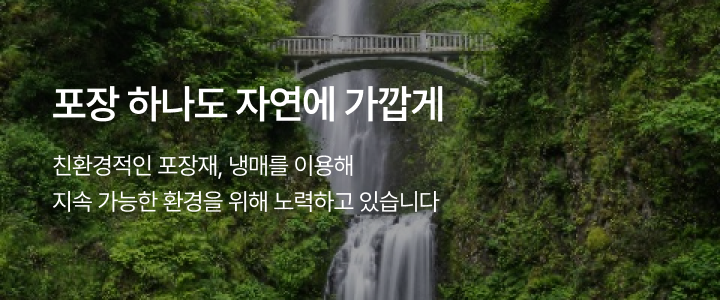 포장 하나도 자연에 가깝게
친환경적인 포장재, 냉매를 이용해
지속 가능한 환경을 위해 노력하고 있습니다